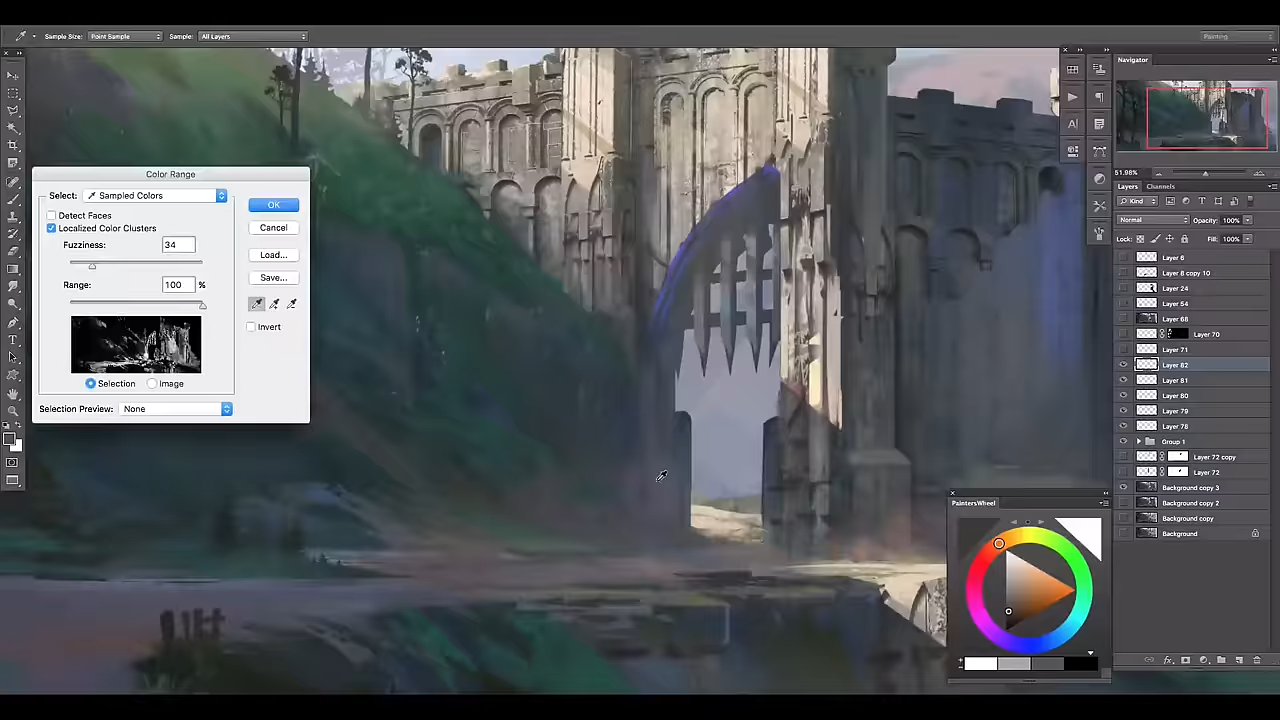 Sample Size: Point Sample Sample: All Layers Painting
Navigator
51.98%
Layers Channels
Kind
Normal Opacity: 100%
Lock: Fill: 100%
Layer 6
Layer 8 copy 10
Layer 24
Layer 54
Layer 68
Layer 70
Layer 71
Layer 82
Layer 81
Layer 80
Layer 79
Layer 78
Group 1
Layer 72 copy
Layer 72
Background copy 3
Background copy 2
Background copy
Background
Color Range
Select: Sampled Colors
Detect Faces
Localized Color Clusters
Fuzziness: 34
Range: 100 %
Selection Image
Selection Preview: None
OK
Cancel
Load...
Save...
Invert
PaintersWheel